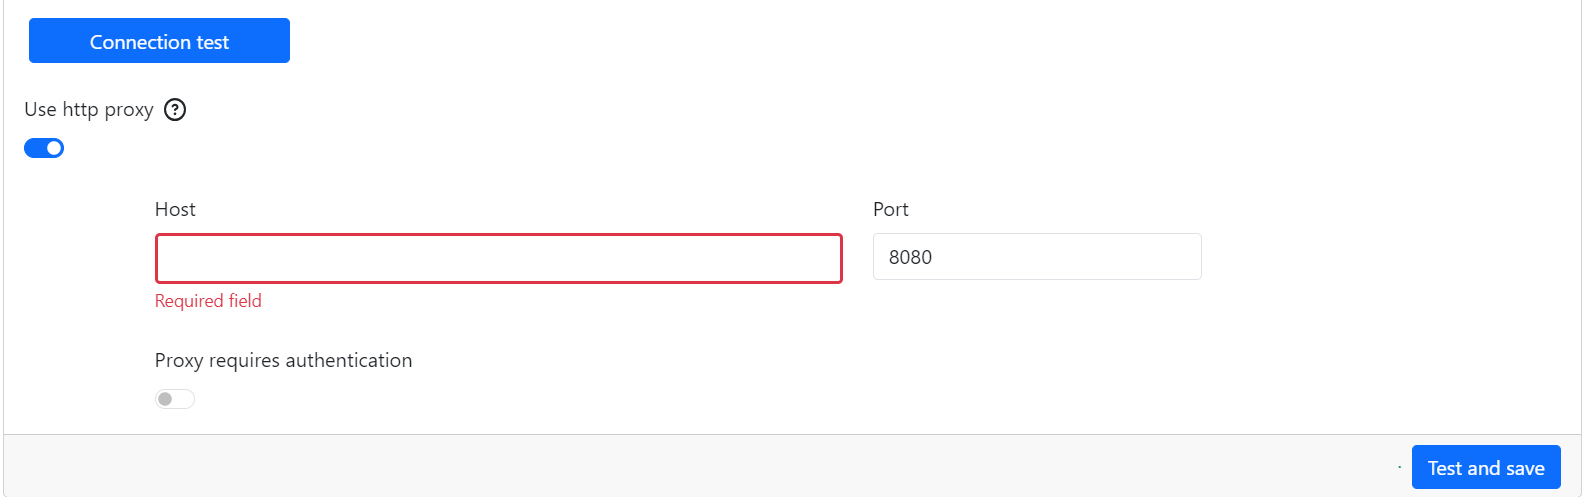 Connection test
Use http proxy ?
Host
Port
8080
Required field
Proxy requires authentication
Test and save